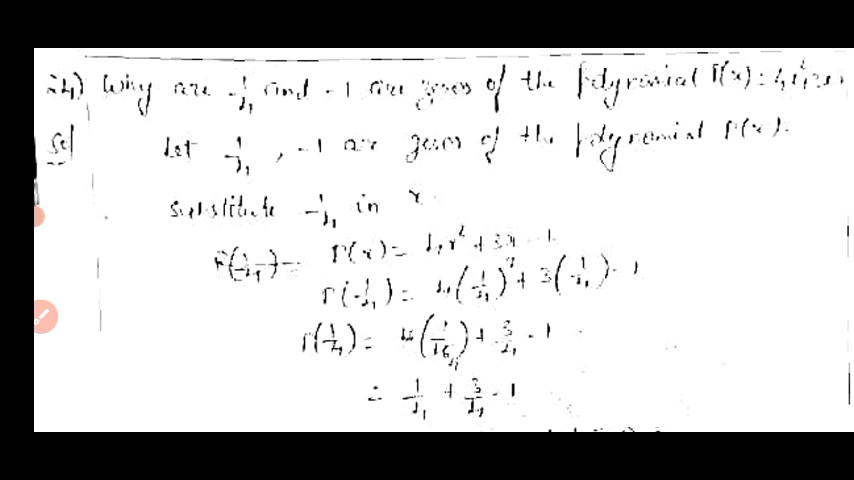 24) Why are 1/4 and -1 are zeros of the polynomial P(x) = 4x²+3x-1
Sol Let 1/4, -1 are zeros of the polynomial P(x).
substitute 1/4 in x.
P(1/4) = P(x) = 4x² + 3x - 1
P(1/4) = 4(1/4)² + 3(1/4) - 1
P(1/4) = 4(1/16) + 3/4 - 1
= 1/4 + 3/4 - 1